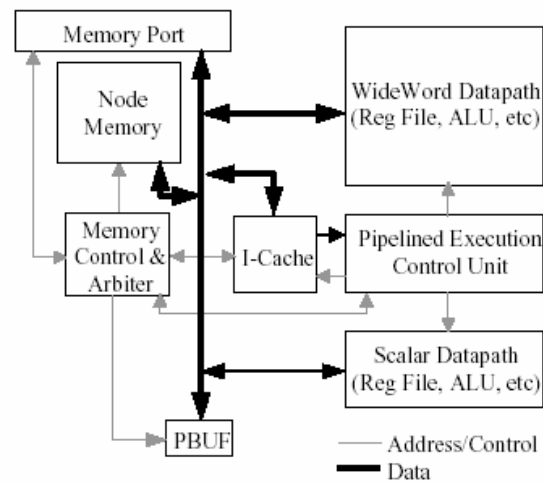 Memory Port
Node
Memory
WideWord Datapath
(Reg File, ALU, etc)
Memory
Control &
Arbiter
I-Cache
Pipelined Execution
Control Unit
Scalar Datapath
(Reg File, ALU, etc)
PBUF
Address/Control
Data